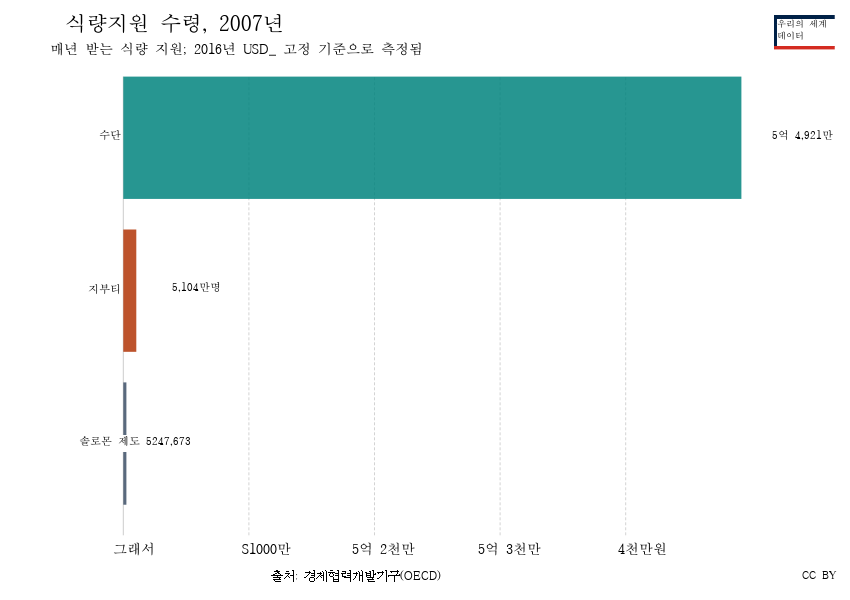 식량지원 수령, 2007년
매년 받는 식량 지원; 2016년 USD_ 고정 기준으로 측정됨
우리의 세계
데이터
수단
5억 4,921만
지부티
5,104만명
솔로몬 제도 5247,673
그래서
S1000만
5억 2천만
5억 3천만
4천만원
출처: 경제협력개발기구(OECD)
CC BY